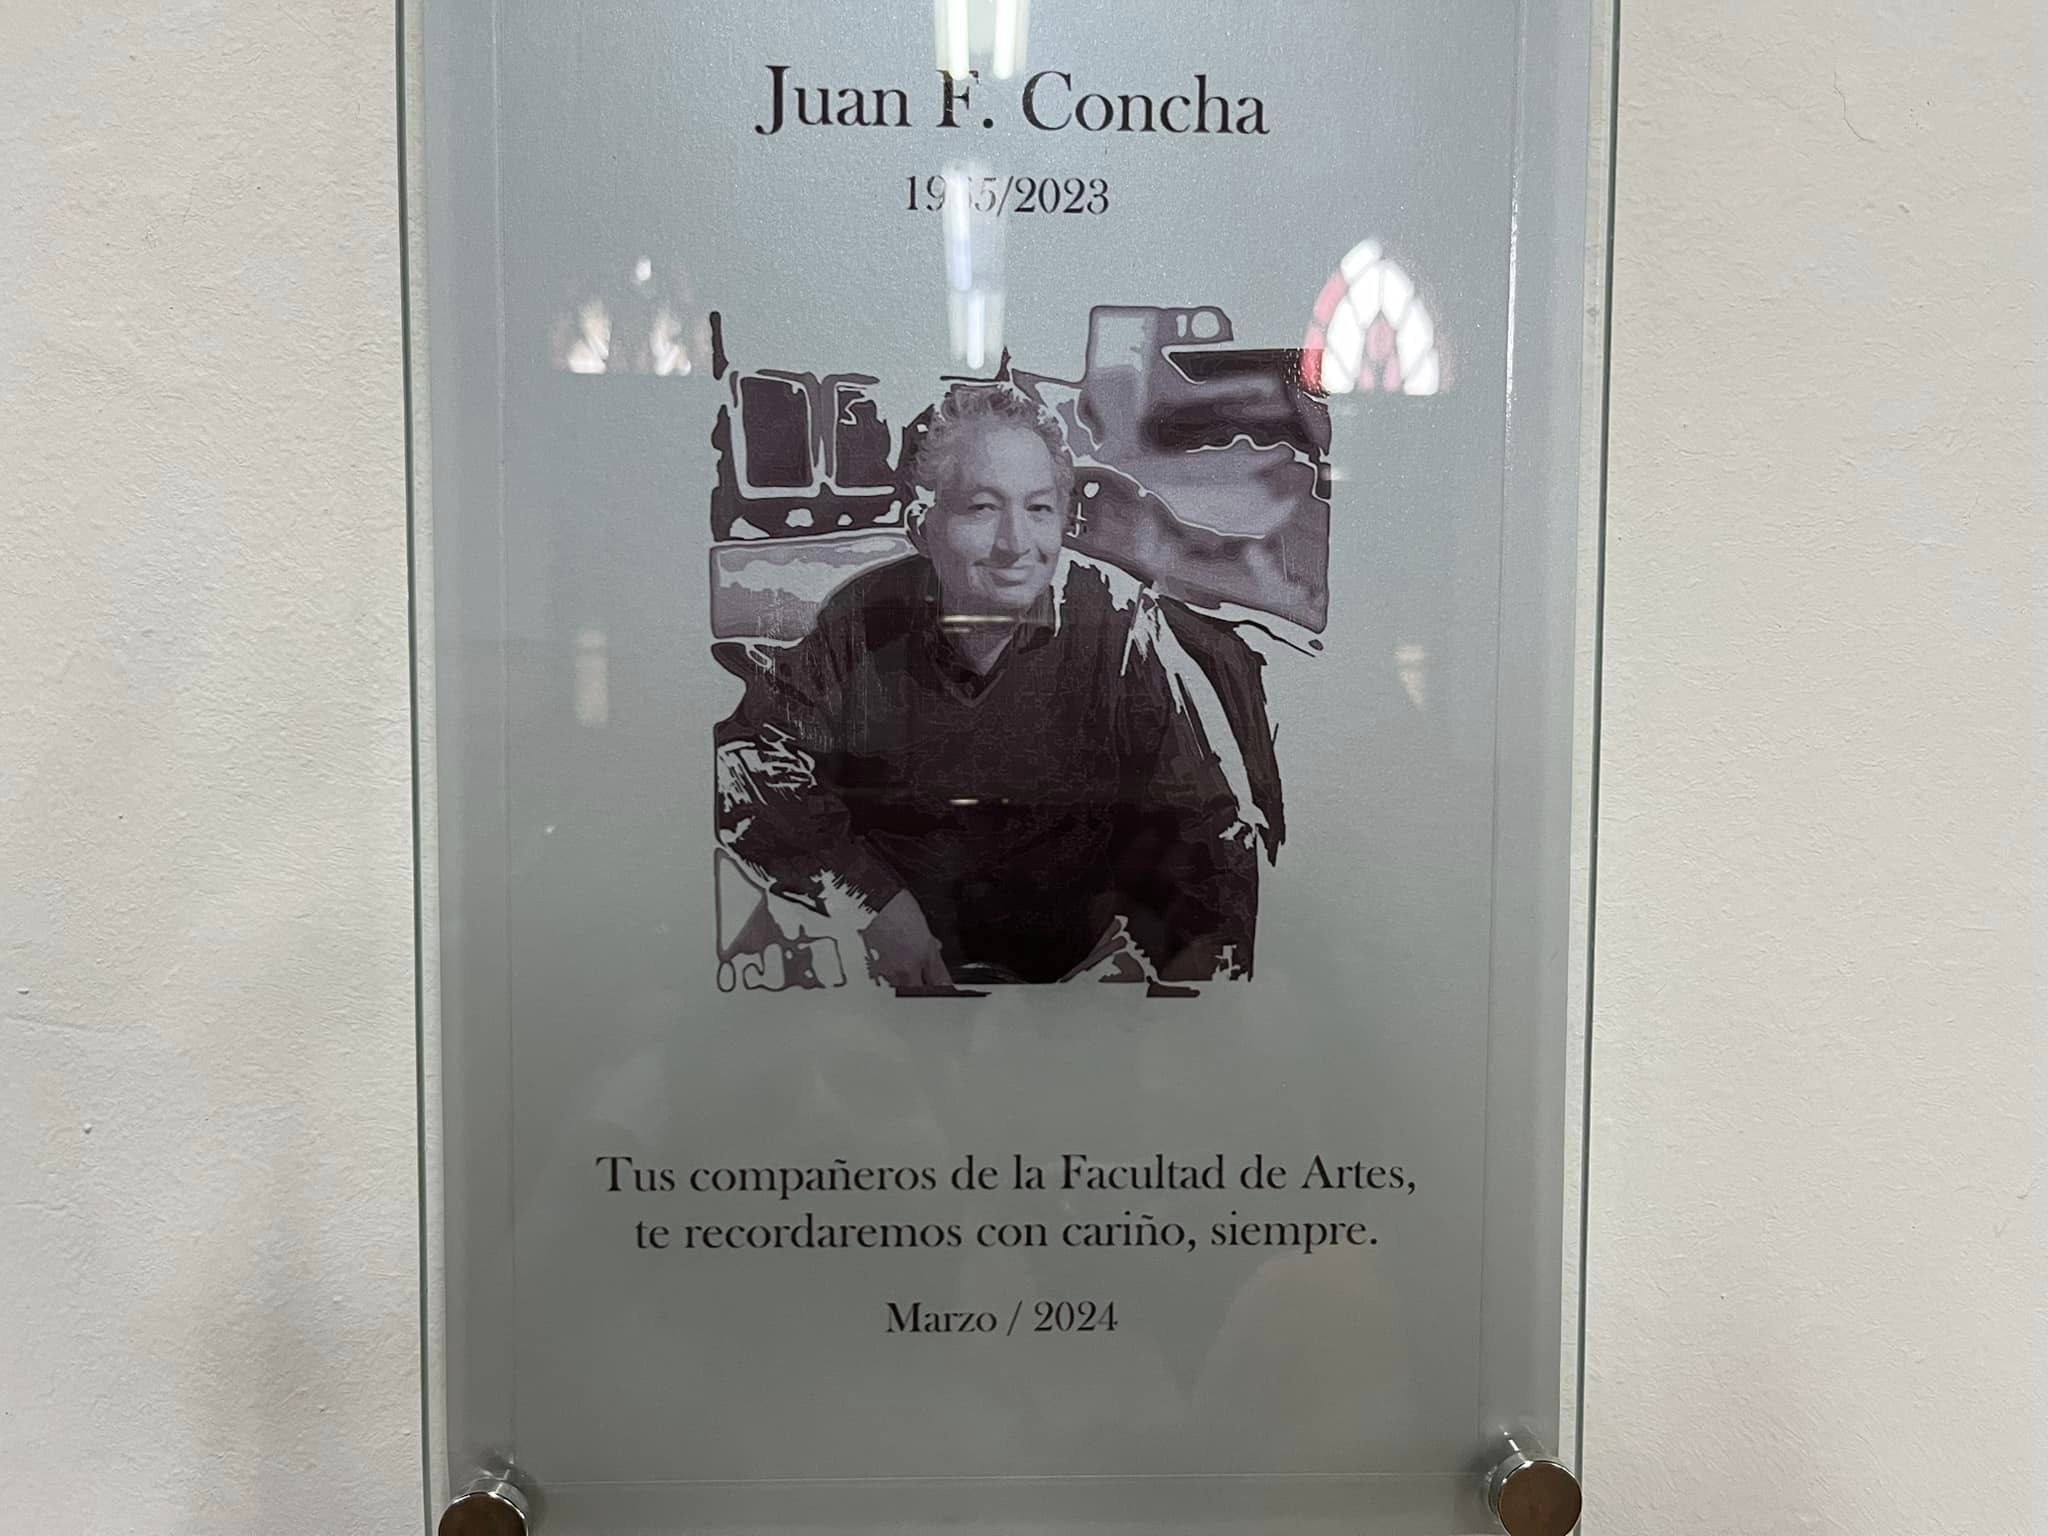 Juan F. Concha
Tus compañeros de la Facultad de Artes,
te recordaremos con cariño, siempre.
Marzo / 2024